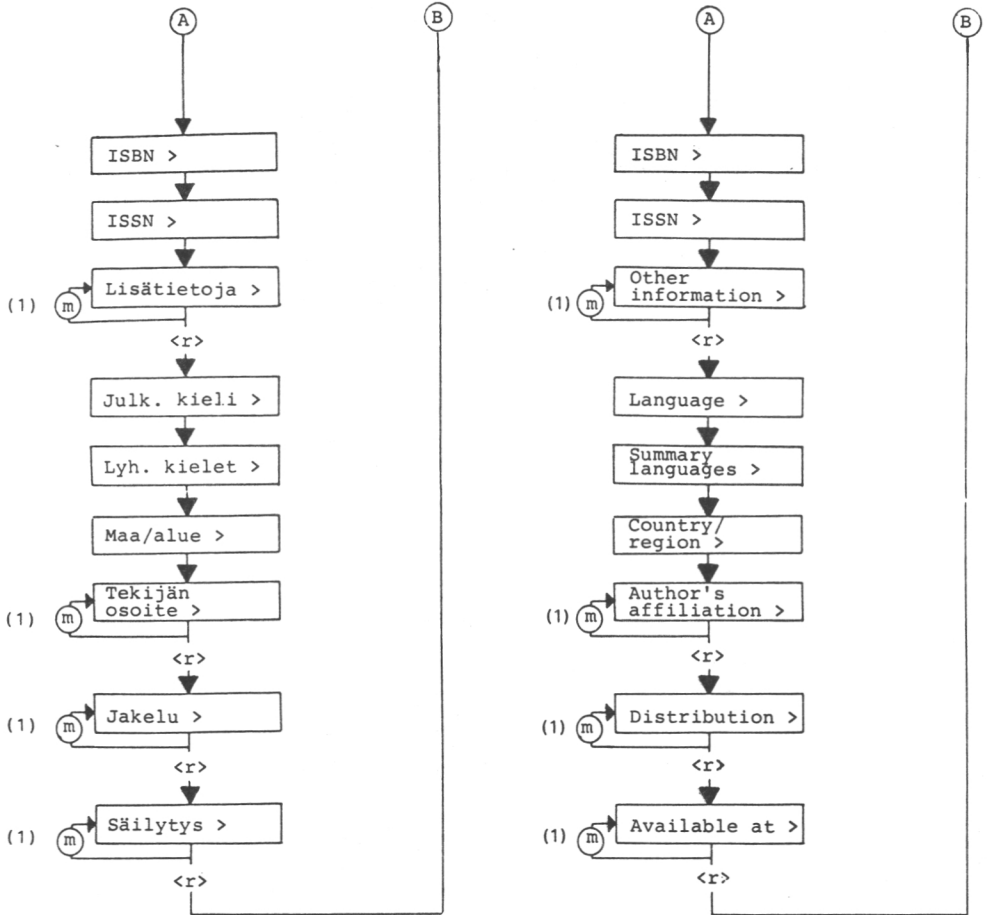 A
B
ISBN >
ISSN >
(1) m Lisätietoja >
<r>
Julk. kieli >
Lyh. kielet >
Maa/alue >
(1) m Tekijän
osoite >
<r>
(1) m Jakelu >
<r>
(1) m Säilytys >
<r>
A
B
ISBN >
ISSN >
(1) m Other
information >
<r>
Language >
Summary
languages >
Country/
region >
(1) m Author's
affiliation >
<r>
(1) m Distribution >
<r>
(1) m Available at >
<r>